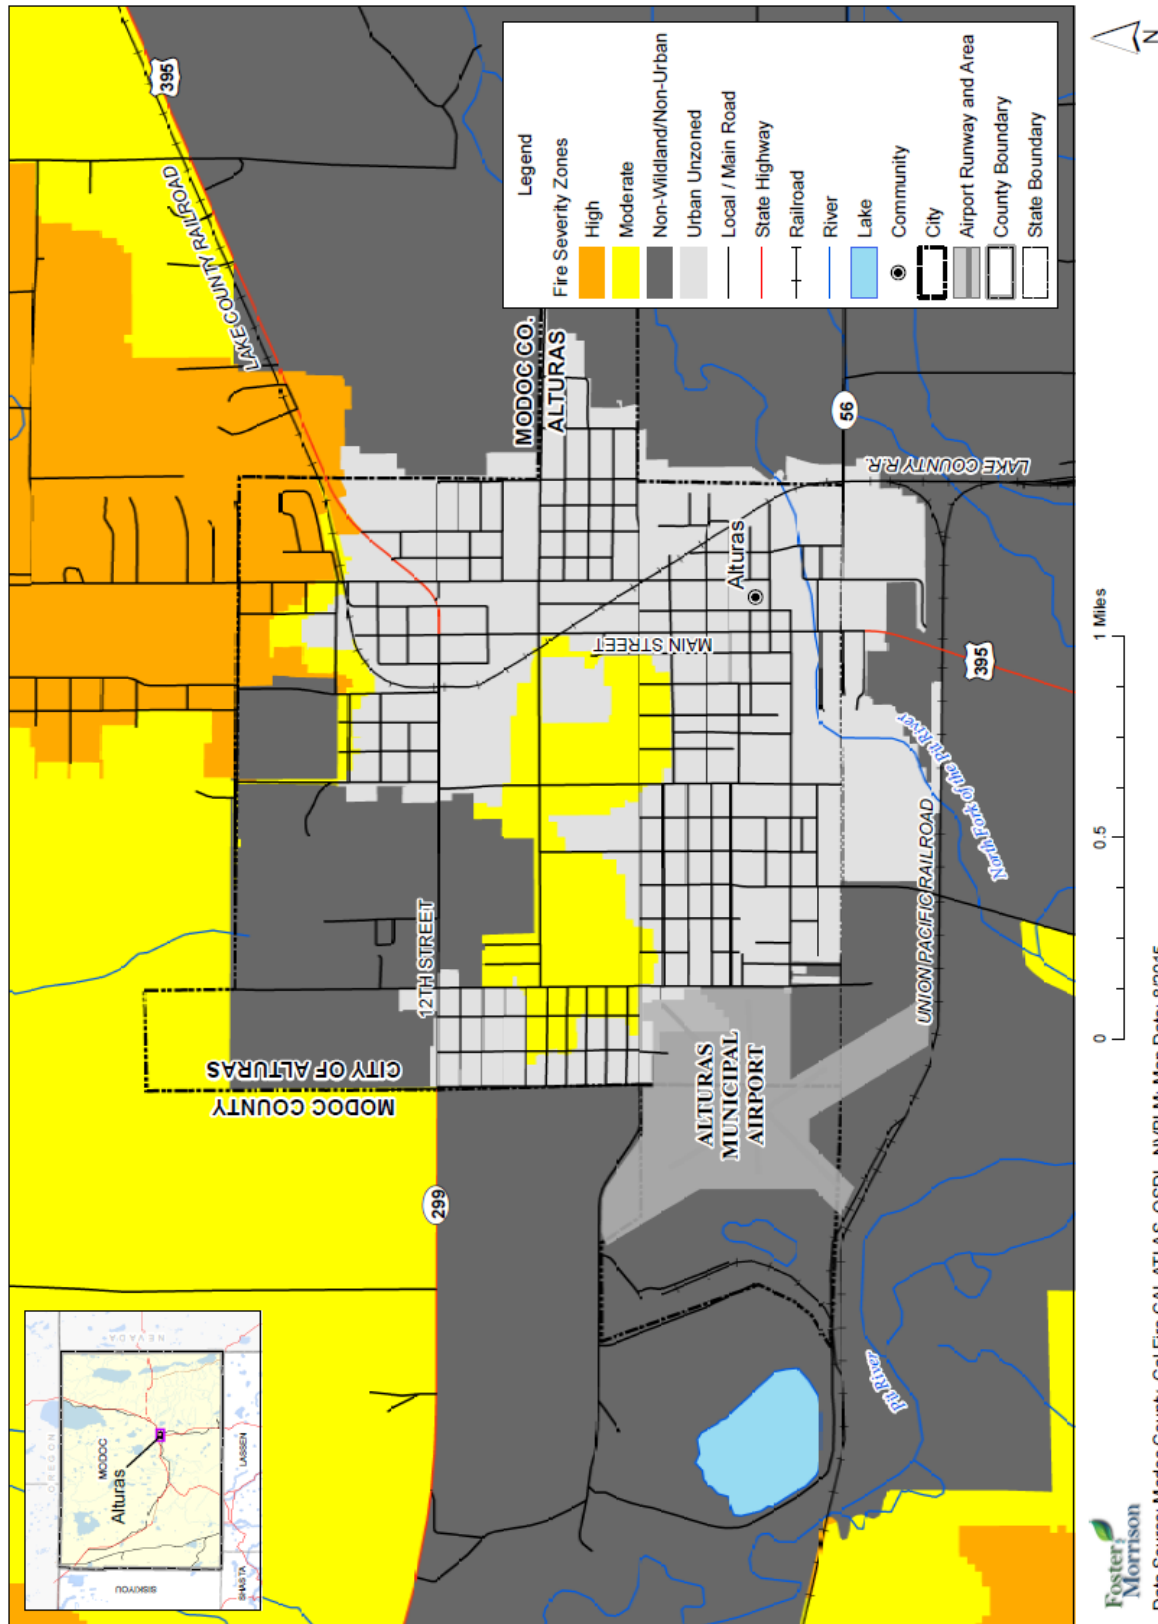 OREGON
NEVADA
MODOC
Alturas
SISKIYOU
SHASTA
LASSEN
395
LAKE COUNTY RAILROAD
MODOC CO.
ALTURAS
CITY OF ALTURAS
MODOC COUNTY
12TH STREET
299
MAIN STREET
Alturas
ALTURAS
MUNICIPAL
AIRPORT
56
LAKE COUNTY R.R.
395
North Fork of the Pit River
UNION PACIFIC RAILROAD
Pit River
Legend
Fire Severity Zones
High
Moderate
Non-Wildland/Non-Urban
Urban Unzoned
Local / Main Road
State Highway
Railroad
River
Lake
Community
City
Airport Runway and Area
County Boundary
State Boundary
0
0.5
1 Miles
N
Foster
Morrison